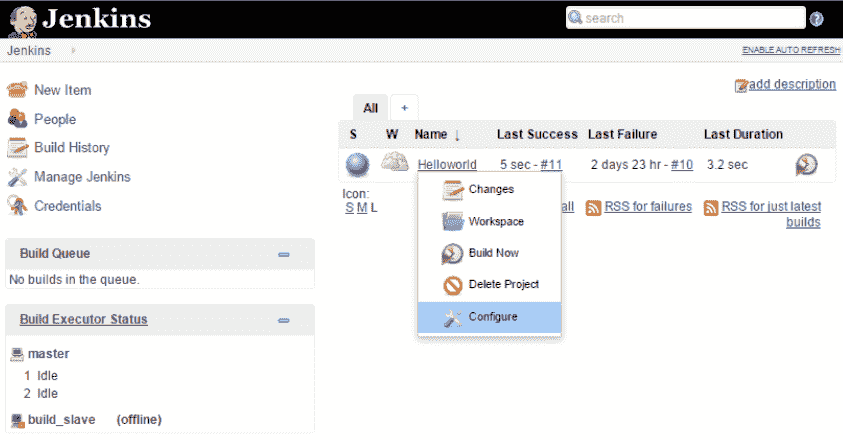 Jenkins
search
Jenkins
ENABLE AUTO REFRESH
New Item
People
Build History
Manage Jenkins
Credentials
Build Queue
No builds in the queue.
Build Executor Status
master
1 Idle
2 Idle
build_slave (offline)
add description
All +
S W Name ↓ Last Success Last Failure Last Duration
Helloworld 5 sec - #11 2 days 23 hr - #10 3.2 sec
Icon:
S M L
all RSS for failures RSS for just latest
builds
Changes
Workspace
Build Now
Delete Project
Configure